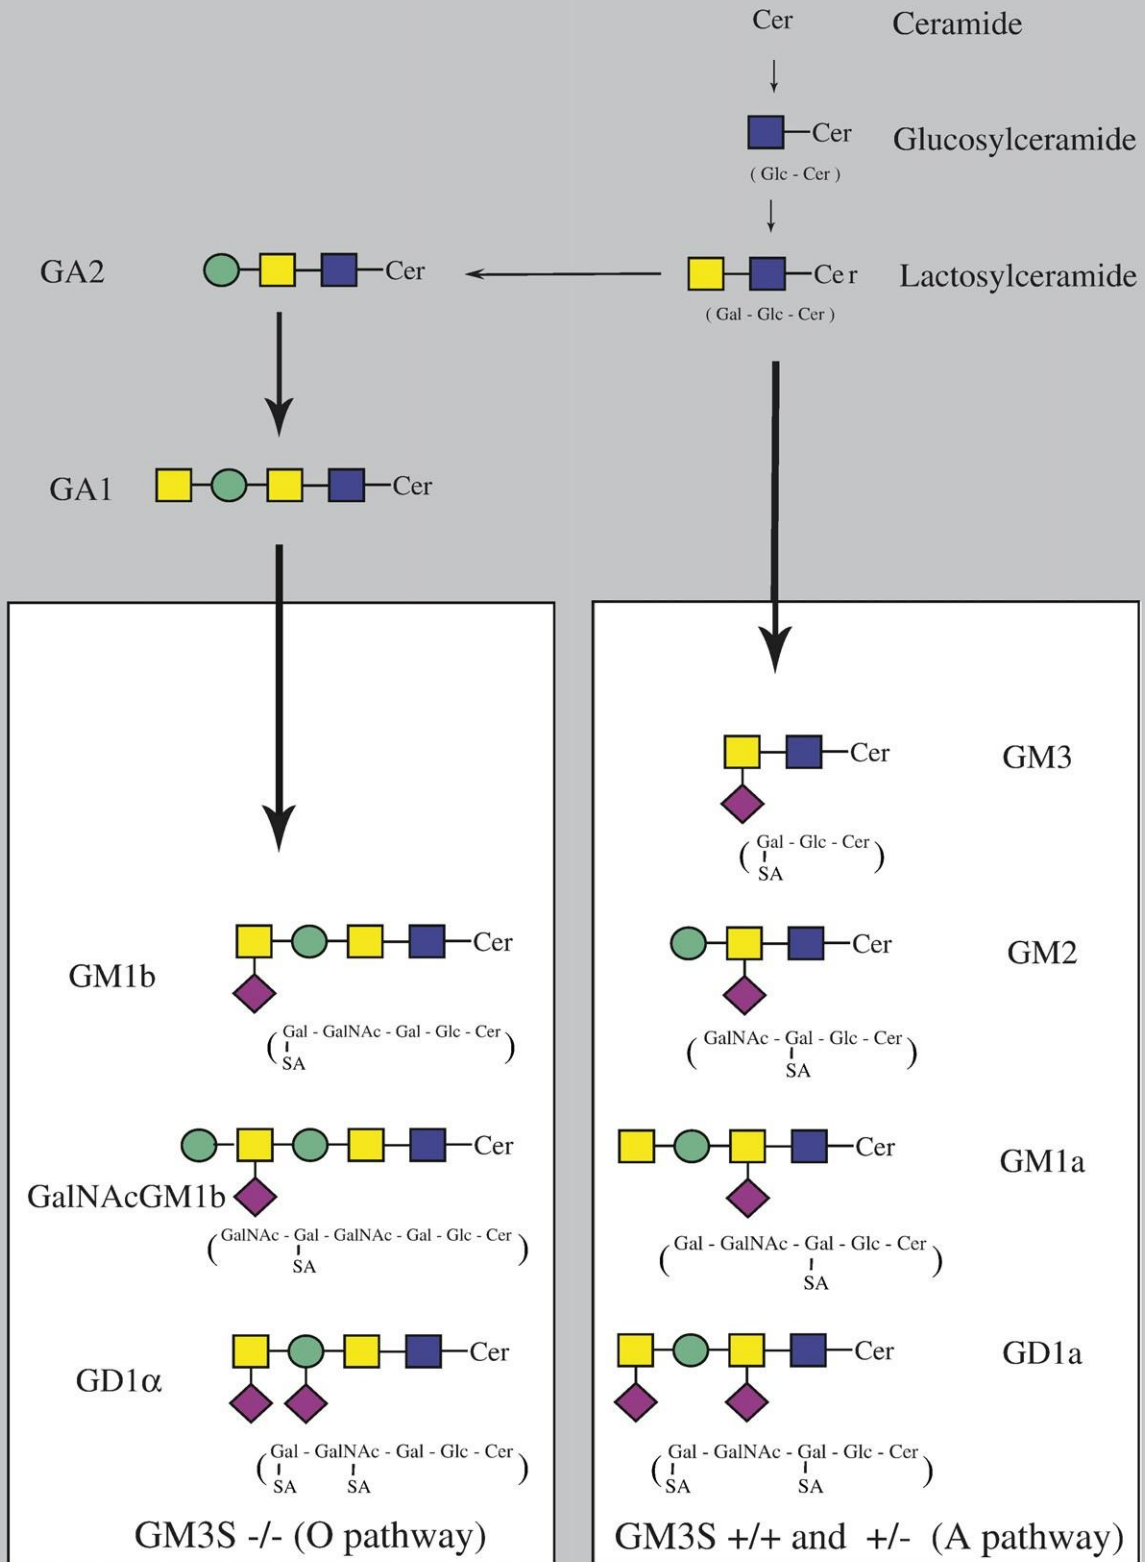 Cer Ceramide
Cer Glucosylceramide
( Glc - Cer )
GA2 Cer Cer Lactosylceramide
( Gal - Glc - Cer )
GA1 Cer
Cer GM3
( Gal - Glc - Cer )
SA
GM1b Cer
( Gal - GalNAc - Gal - Glc - Cer )
SA
Cer GM2
( GalNAc - Gal - Glc - Cer )
SA
GalNAcGM1b Cer
( GalNAc - Gal - GalNAc - Gal - Glc - Cer )
SA
Cer GM1a
( Gal - GalNAc - Gal - Glc - Cer )
SA
GD1α Cer
( Gal - GalNAc - Gal - Glc - Cer )
SA SA
Cer GD1a
( Gal - GalNAc - Gal - Glc - Cer )
SA SA
GM3S -/- (O pathway)
GM3S +/+ and +/- (A pathway)